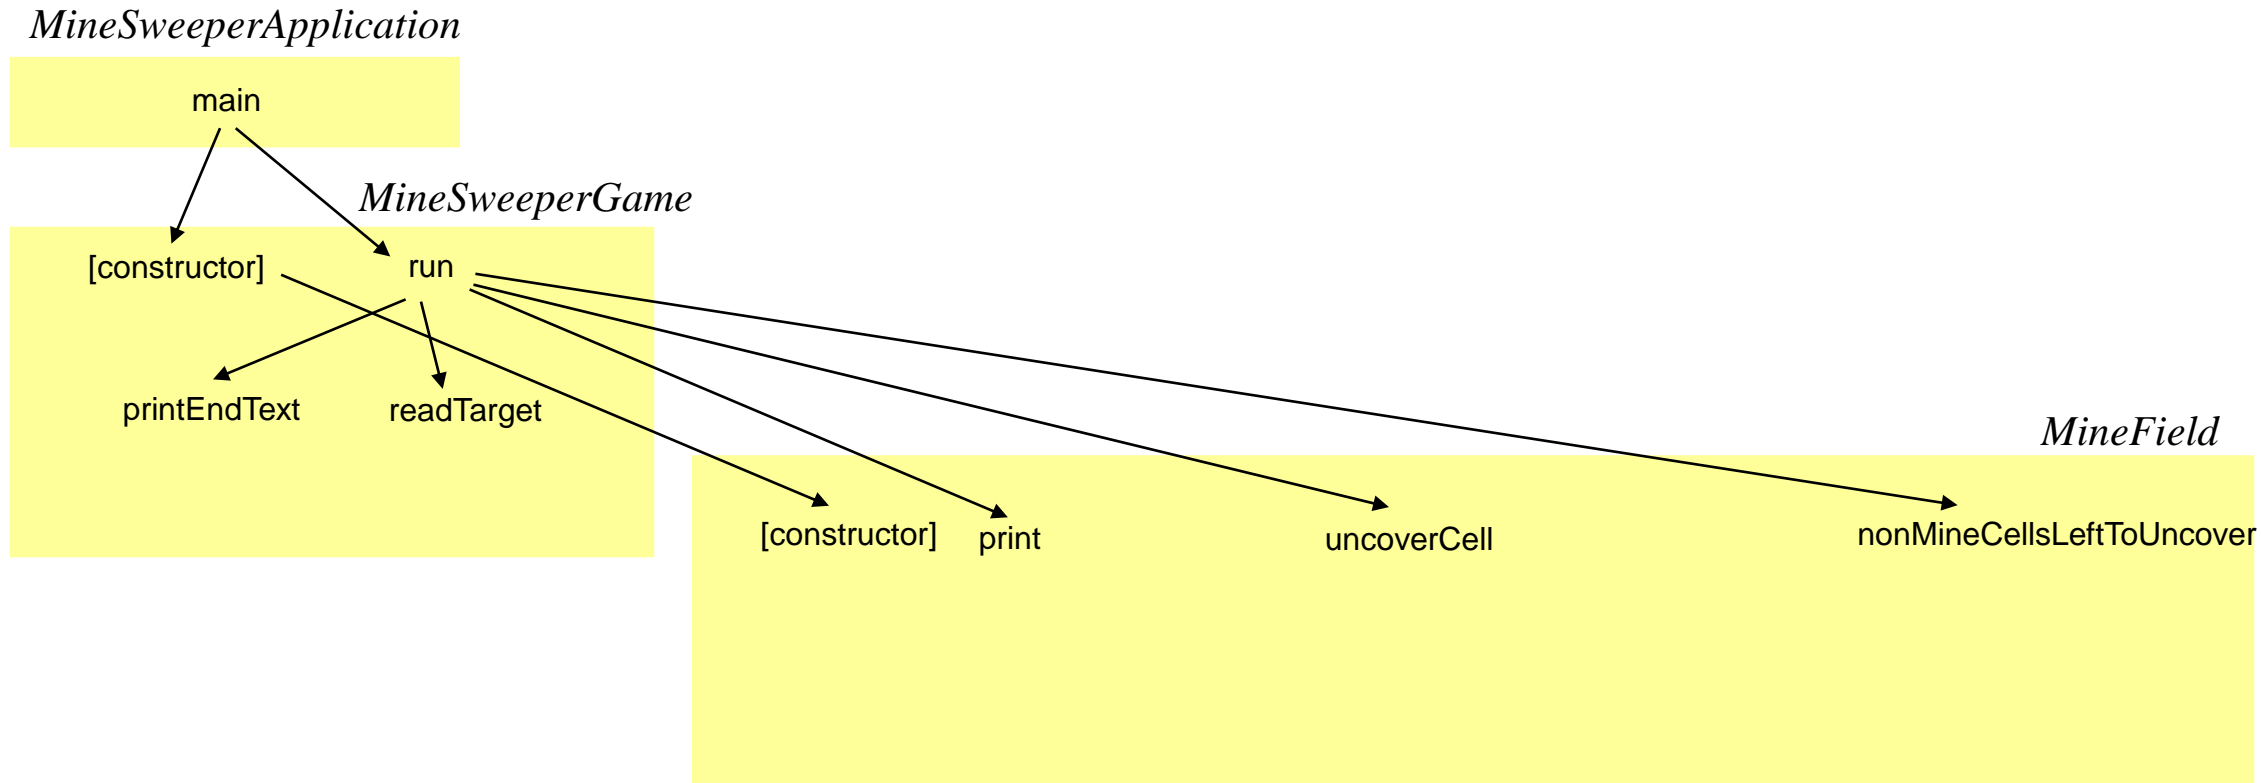 MineSweeperApplication
main
MineSweeperGame
[constructor]
run
printEndText
readTarget
MineField
[constructor]
print
uncoverCell
nonMineCellsLeftToUncover